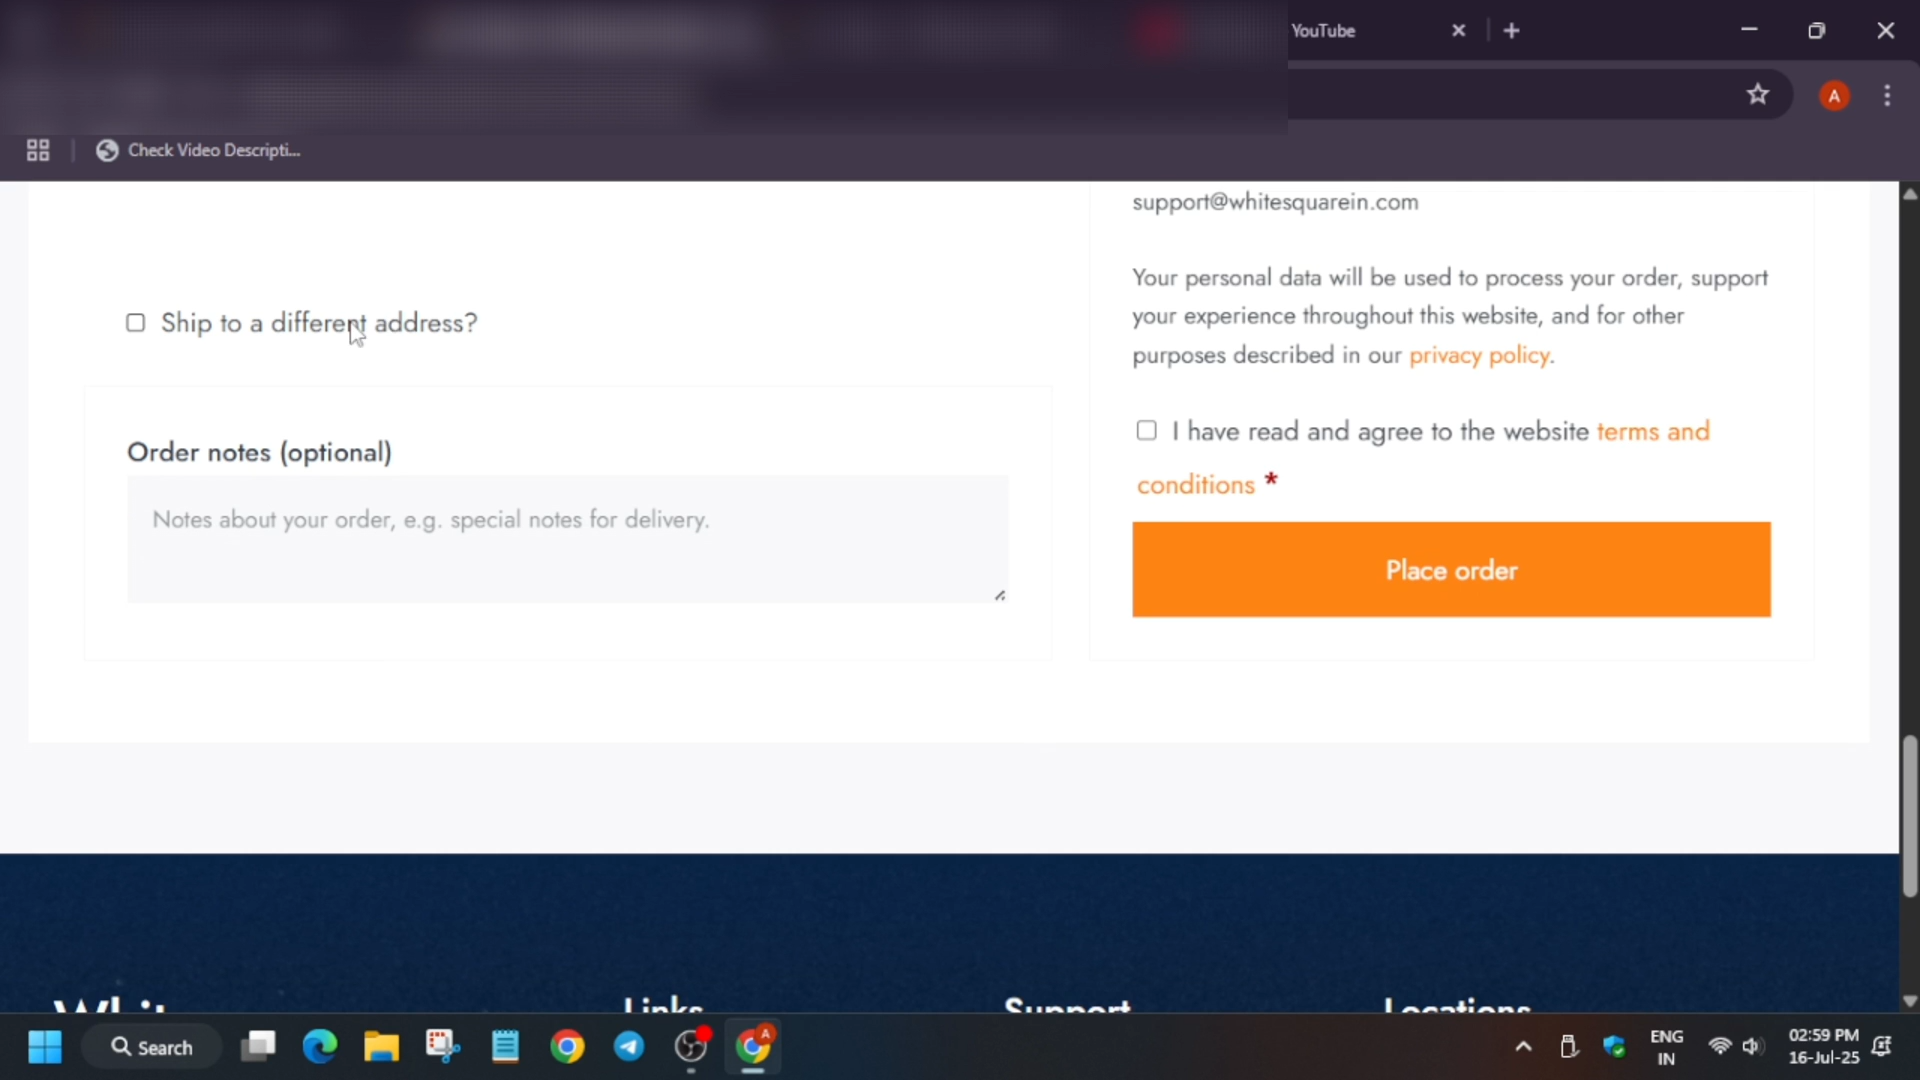 YouTube
A
Check Video Descripti...
support@whitesquarein.com
Your personal data will be used to process your order, support
your experience throughout this website, and for other
purposes described in our privacy policy.
Ship to a different address?
I have read and agree to the website terms and
conditions *
Order notes (optional)
Notes about your order, e.g. special notes for delivery.
Place order
Links
Support
Locations
Search
A
ENG
IN
02:59 PM
16-Jul-25